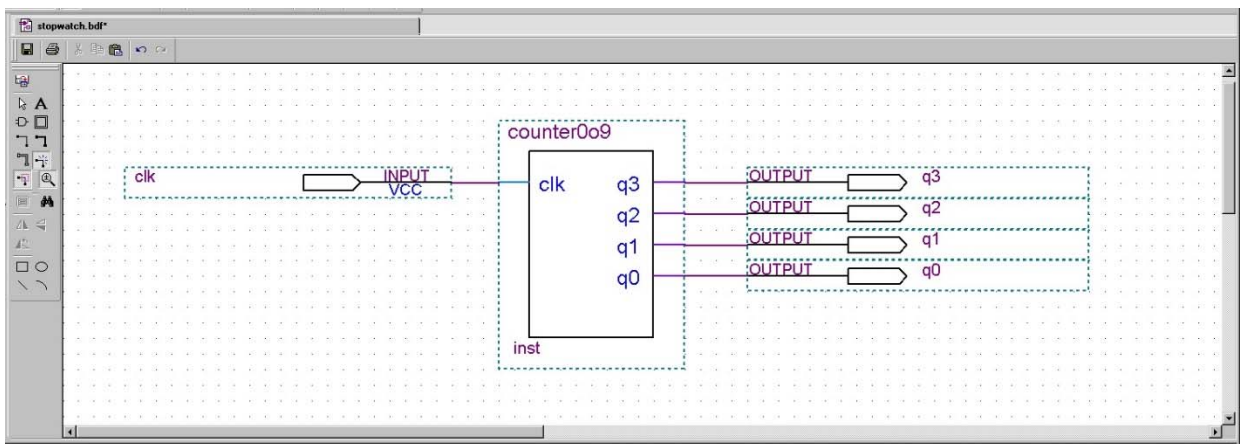 stopwatch.bdf*
A
counter0o9
clk INPUT clk q3 OUTPUT q3
VCC q2 OUTPUT q2
q1 OUTPUT q1
q0 OUTPUT q0
inst